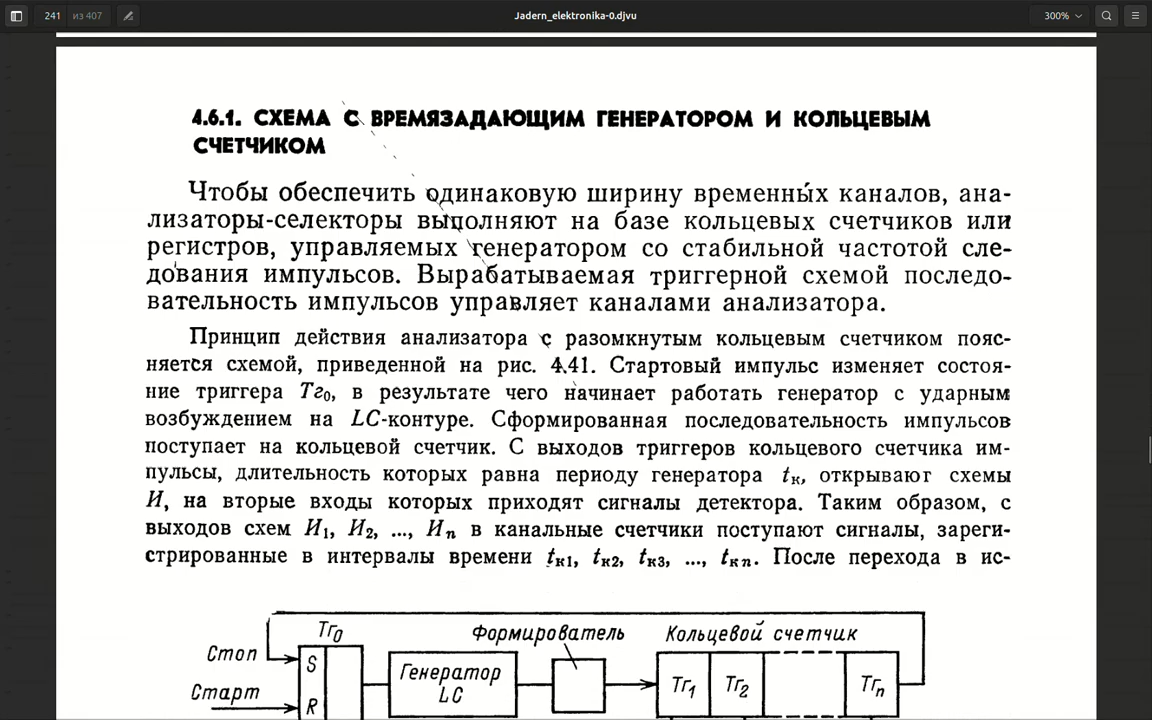 241 из 407
Jadern_elektronika-0.djvu
300%
4.6.1. СХЕМА С ВРЕМЯЗАДАЮЩИМ ГЕНЕРАТОРОМ И КОЛЬЦЕВЫМ
СЧЕТЧИКОМ
Чтобы обеспечить одинаковую ширину временны́х каналов, ана-
лизаторы-селекторы выполняют на базе кольцевых счетчиков или
регистров, управляемых генератором со стабильной частотой сле-
дования импульсов. Вырабатываемая триггерной схемой последо-
вательность импульсов управляет каналами анализатора.
Принцип действия анализатора с разомкнутым кольцевым счетчиком пояс-
няется схемой, приведенной на рис. 4.41. Стартовый импульс изменяет состоя-
ние триггера Тг₀, в результате чего начинает работать генератор с ударным
возбуждением на LC-контуре. Сформированная последовательность импульсов
поступает на кольцевой счетчик. С выходов триггеров кольцевого счетчика им-
пульсы, длительность которых равна периоду генератора tк, открывают схемы
И, на вторые входы которых приходят сигналы детектора. Таким образом, с
выходов схем И₁, И₂, ..., Иn в канальные счетчики поступают сигналы, зареги-
стрированные в интервалы времени tк1, tк2, tк3, ..., tкn. После перехода в ис-
Тг₀ Формирователь Кольцевой счетчик
Стоп S Генератор LC Тг₁ Тг₂ Тгn
Старт R